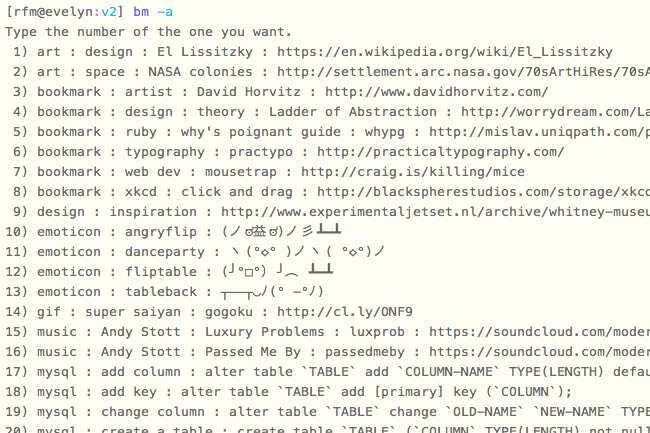 [rfm@evelyn:v2] bm -a
Type the number of the one you want.
1) art : design : El Lissitzky : https://en.wikipedia.org/wiki/El_Lissitzky
2) art : space : NASA colonies : http://settlement.arc.nasa.gov/70sArtHiRes/70sA
3) bookmark : artist : David Horvitz : http://www.davidhorvitz.com/
4) bookmark : design : theory : Ladder of Abstraction : http://worrydream.com/La
5) bookmark : ruby : why's poignant guide : whypg : http://mislav.uniqpath.com/p
6) bookmark : typography : practypo : http://practicaltypography.com/
7) bookmark : web dev : mousetrap : http://craig.is/killing/mice
8) bookmark : xkcd : click and drag : http://blackspherestudios.com/storage/xkcd
9) design : inspiration : http://www.experimentaljetset.nl/archive/whitney-museu
10) emoticon : angryflip : (ノಠ益ಠ)ノ彡┻━┻
11) emoticon : danceparty : ヽ(°◇° )ノヽ( °◇°)ノ
12) emoticon : fliptable : (╯°□°）╯︵ ┻━┻
13) emoticon : tableback : ┬──┬◡ﾉ(° -°ﾉ)
14) gif : super saiyan : gogoku : http://cl.ly/ONF9
15) music : Andy Stott : Luxury Problems : luxprob : https://soundcloud.com/moder
16) music : Andy Stott : Passed Me By : passedmeby : https://soundcloud.com/moder
17) mysql : add column : alter table `TABLE` add `COLUMN-NAME` TYPE(LENGTH) defau
18) mysql : add key : alter table `TABLE` add [primary] key (`COLUMN`);
19) mysql : change column : alter table `TABLE` change `OLD-NAME` `NEW-NAME` TYPE
20) mysql : create a table : create table `TABLE` (`COLUMN` TYPE(LENGTH) not null